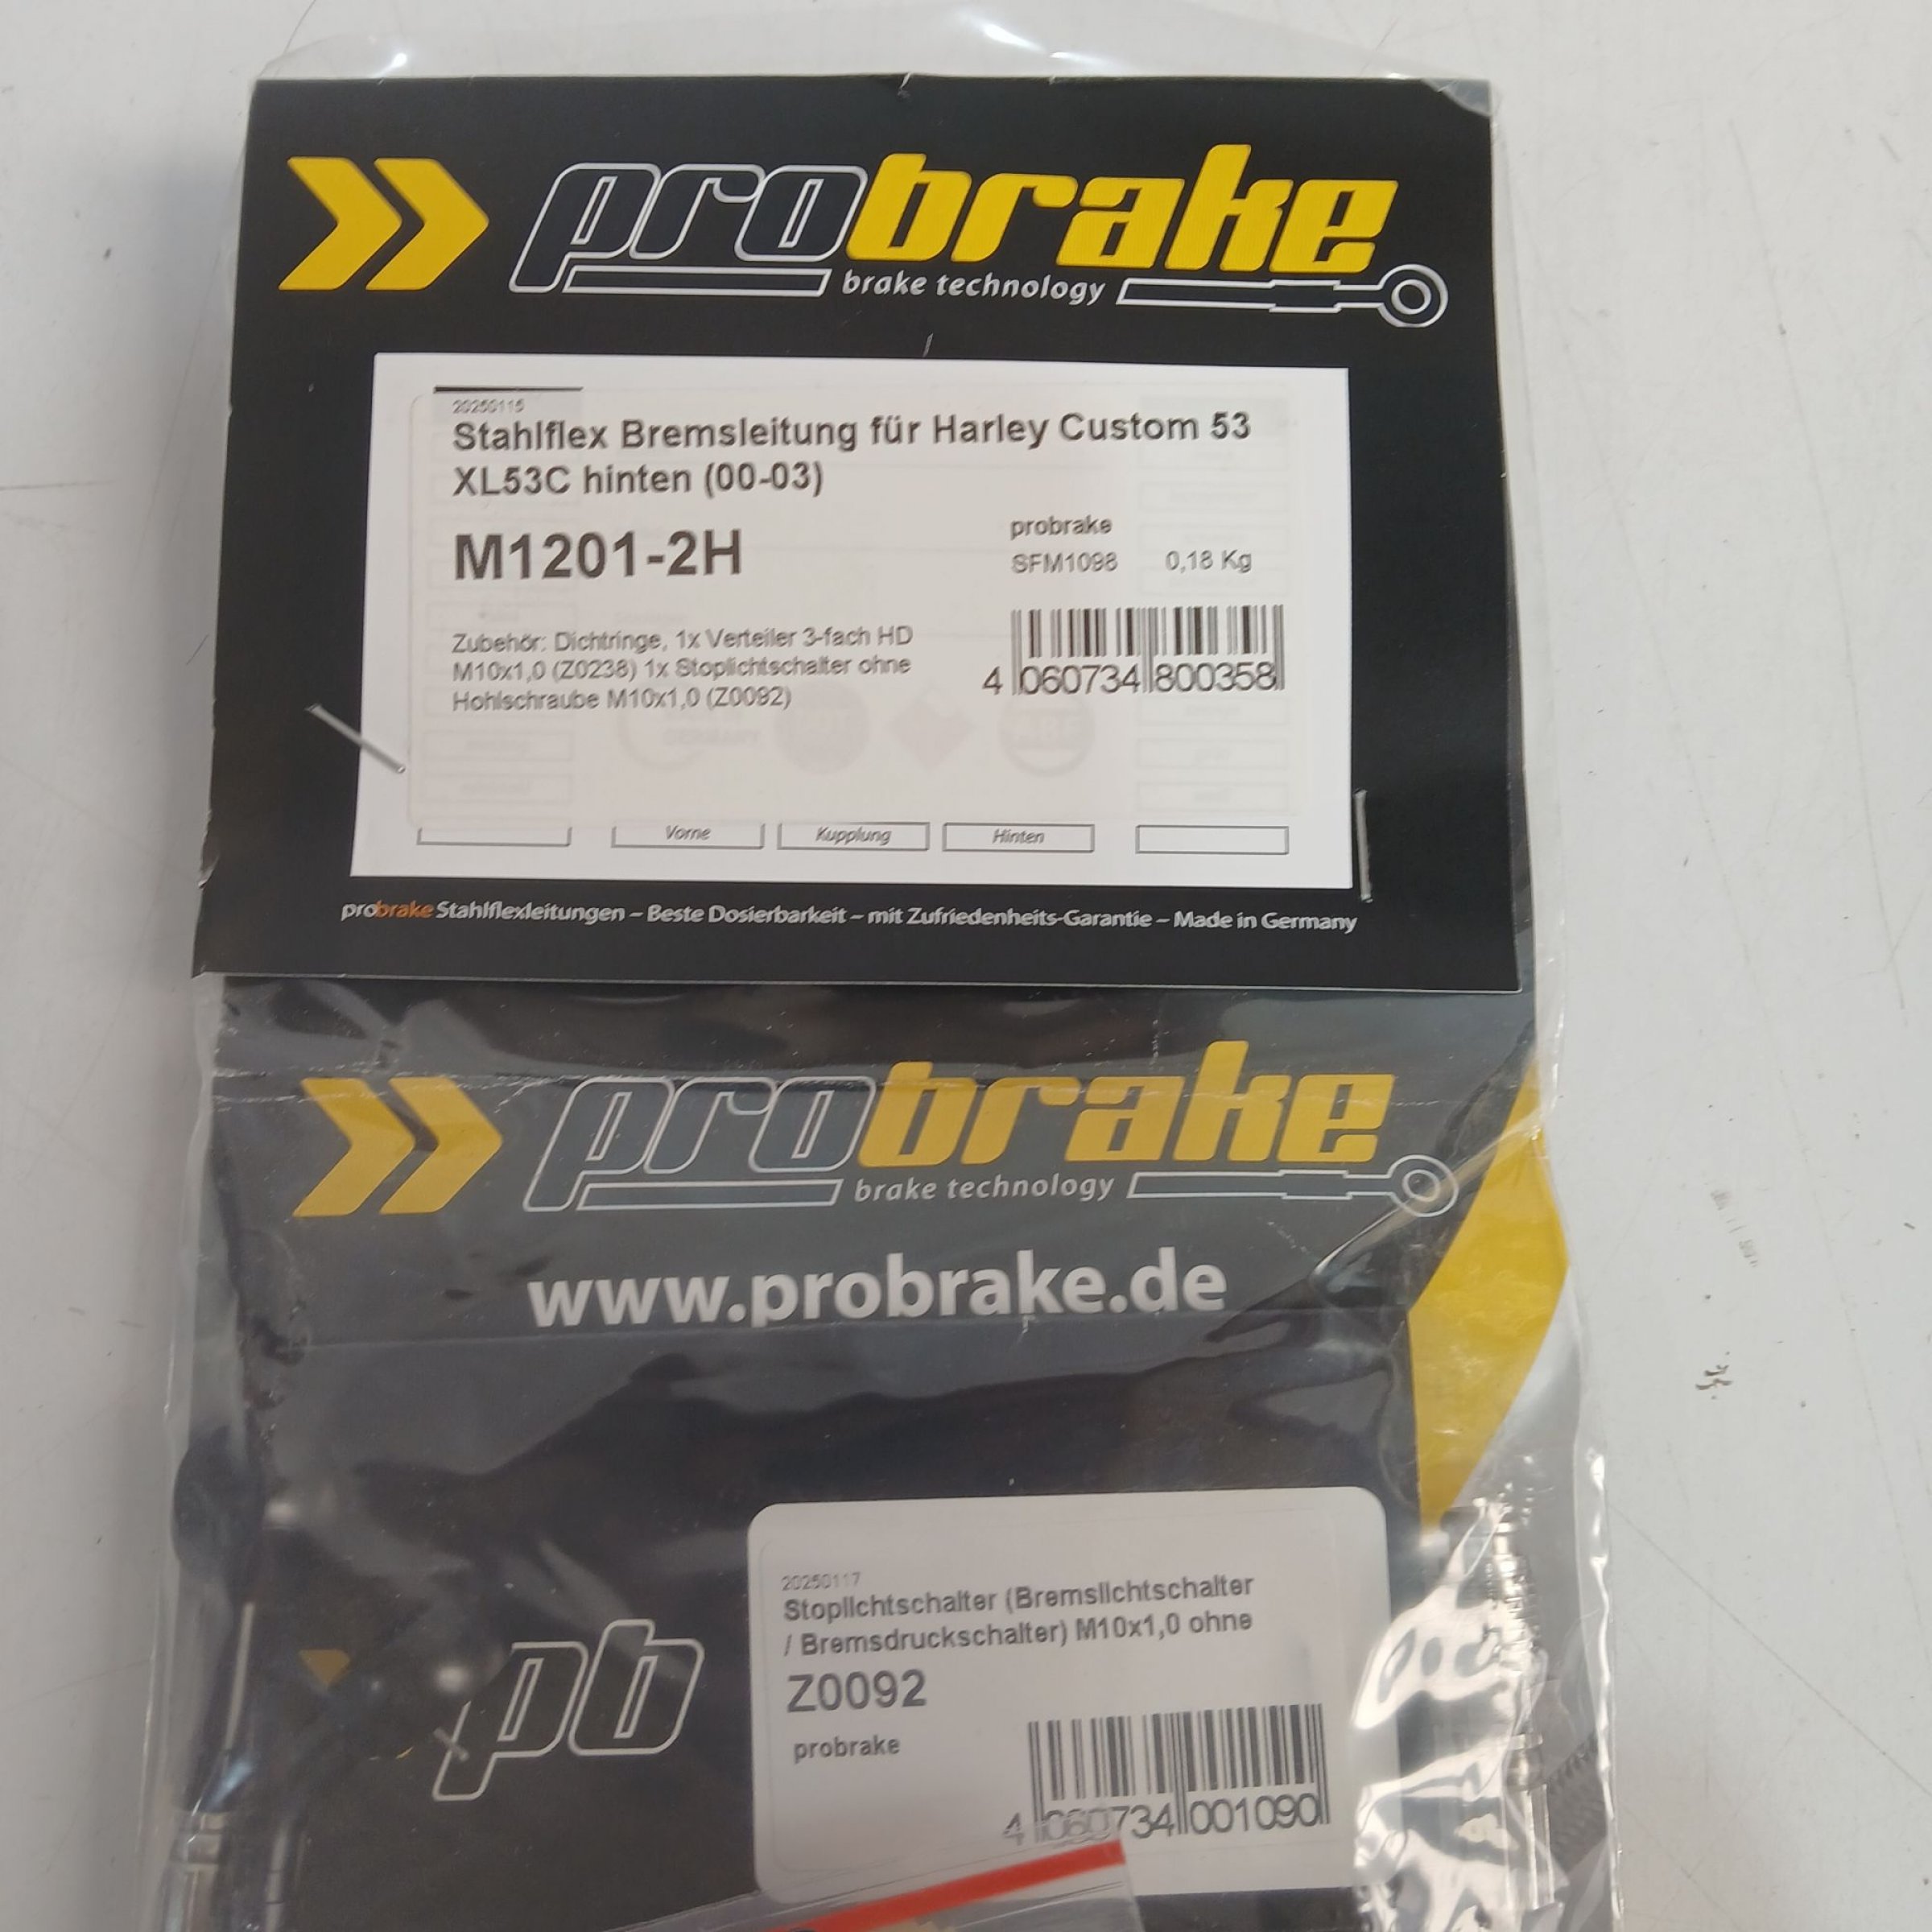 probrake
brake technology
20250115
Stahlflex Bremsleitung für Harley Custom 53
XL53C hinten (00-03)
M1201-2H
probrake
SFM1098 0,18 Kg
Zubehör: Dichtringe, 1x Verteiler 3-fach HD
M10x1,0 (Z0238) 1x Stoplichtschalter ohne
Hohlschraube M10x1,0 (Z0092)
4 060734 800358
Vorne Kupplung Hinten
probrake Stahlflexleitungen – Beste Dosierbarkeit – mit Zufriedenheits-Garantie – Made in Germany
probrake
brake technology
www.probrake.de
pb
20250117
Stoplichtschalter (Bremslichtschalter
/ Bremsdruckschalter) M10x1,0 ohne
Z0092
probrake
4 060734 001090